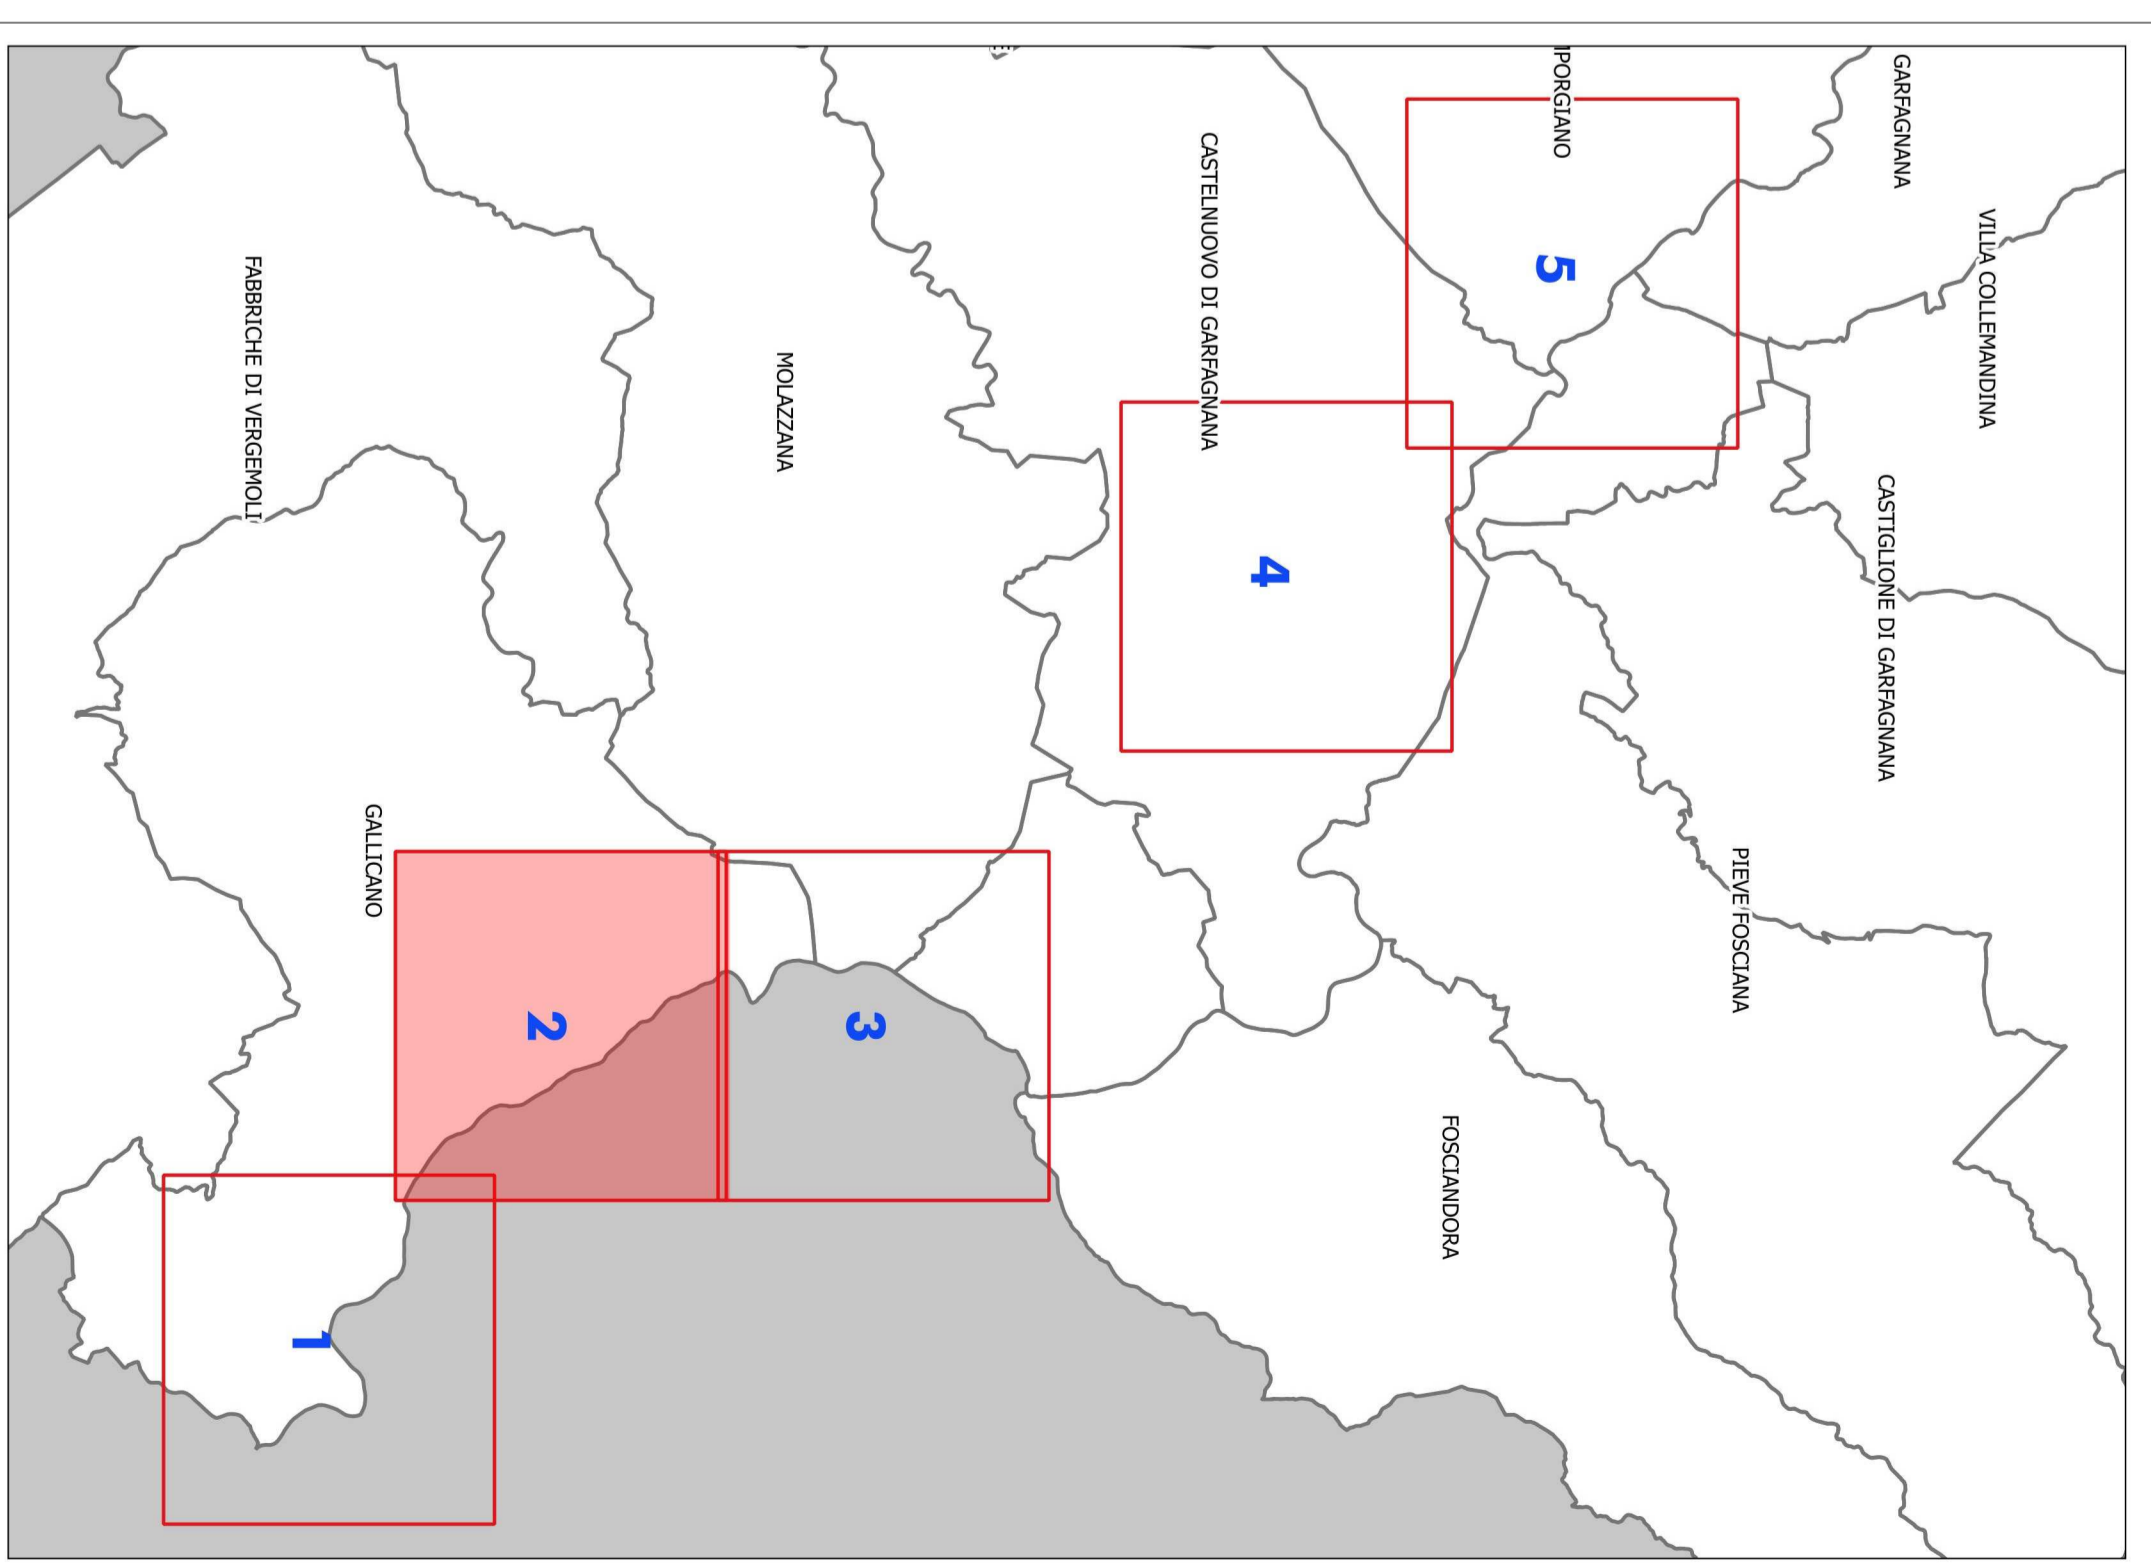 GARFAGNANA
VILLA COLLEMANDINA
CASTIGLIONE DI GARFAGNANA
PIEVE FOSCIANA
PORGIANO
5
FOSCIANDORA
CASTELNUOVO DI GARFAGNANA
4
3
MOLAZZANA
2
GALLICANO
1
FABBRICHE DI VERGEMOLI